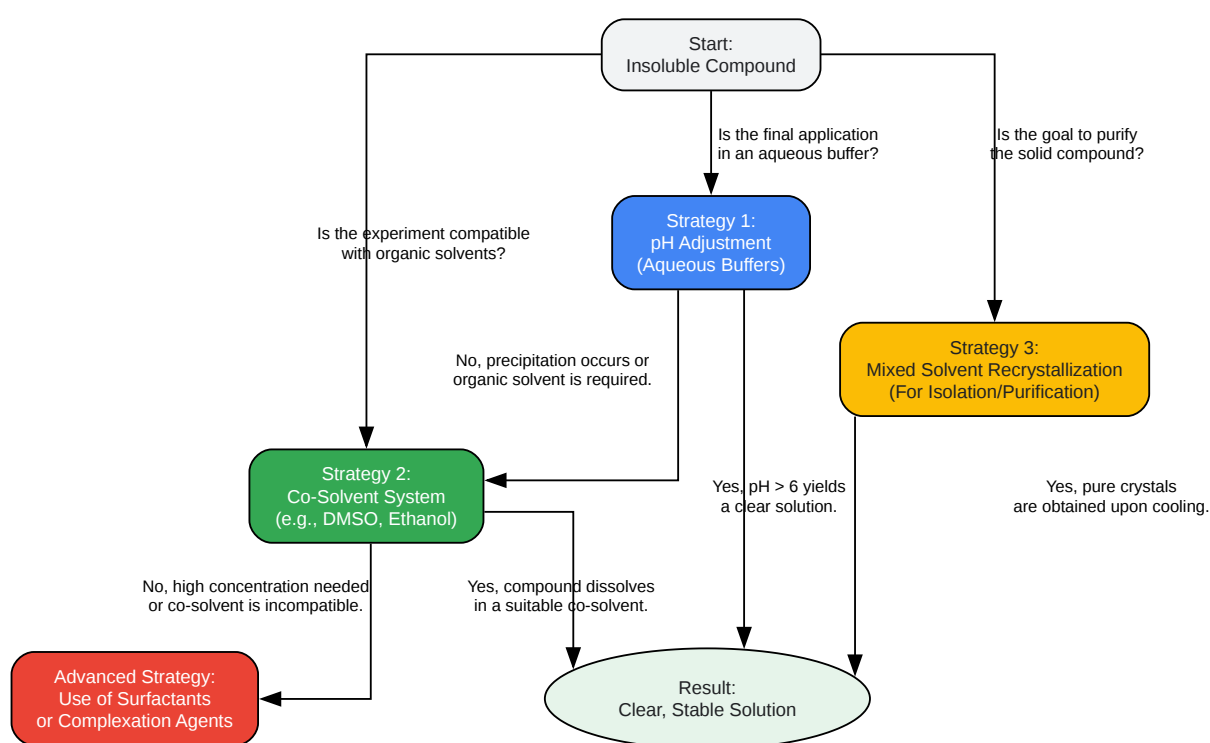 Start:
Insoluble Compound
Is the final application
in an aqueous buffer?
Is the goal to purify
the solid compound?
Is the experiment compatible
with organic solvents?
Strategy 1:
pH Adjustment
(Aqueous Buffers)
Strategy 3:
Mixed Solvent Recrystallization
(For Isolation/Purification)
No, precipitation occurs or
organic solvent is required.
Strategy 2:
Co-Solvent System
(e.g., DMSO, Ethanol)
Yes, pH > 6 yields
a clear solution.
Yes, pure crystals
are obtained upon cooling.
No, high concentration needed
or co-solvent is incompatible.
Yes, compound dissolves
in a suitable co-solvent.
Advanced Strategy:
Use of Surfactants
or Complexation Agents
Result:
Clear, Stable Solution